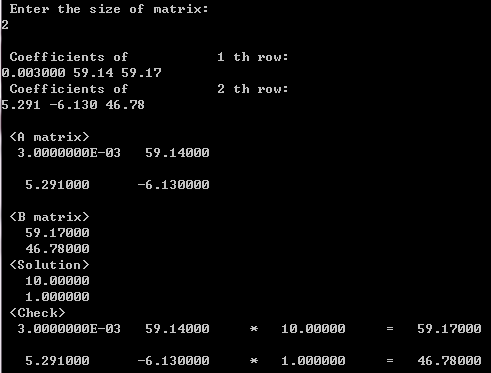 Enter the size of matrix:
2
Coefficients of 1 th row:
0.003000 59.14 59.17
Coefficients of 2 th row:
5.291 -6.130 46.78
<A matrix>
3.0000000E-03 59.14000
5.291000 -6.130000
<B matrix>
59.17000
46.78000
<Solution>
10.00000
1.000000
<Check>
3.0000000E-03 59.14000 * 10.00000 = 59.17000
5.291000 -6.130000 * 1.000000 = 46.78000